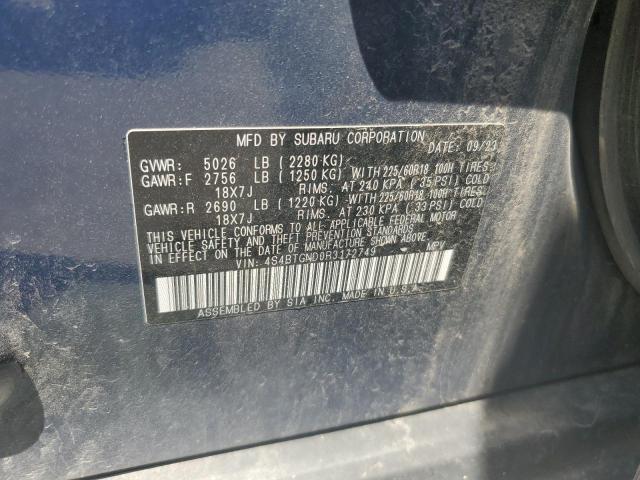 MFD BY SUBARU CORPORATION DATE: 09/23
GVWR: 5026 LB ( 2280 KG)
GAWR:F 2756 LB ( 1250 KG) WITH 225/60R18 100H TIRES
18X7J RIMS. AT 240 KPA ( 35 PSI) COLD
GAWR:R 2690 LB ( 1220 KG) WITH 225/60R18 100H TIRES
18X7J RIMS. AT 230 KPA ( 33 PSI) COLD
THIS VEHICLE CONFORMS TO ALL APPLICABLE FEDERAL MOTOR
VEHICLE SAFETY AND THEFT PREVENTION STANDARDS
IN EFFECT ON THE DATE OF MANUFACTURE SHOWN ABOVE.
VIN: 4S4BTGND0R3172749 MPV
ASSEMBLED BY SIA INC. MADE IN U.S.A.